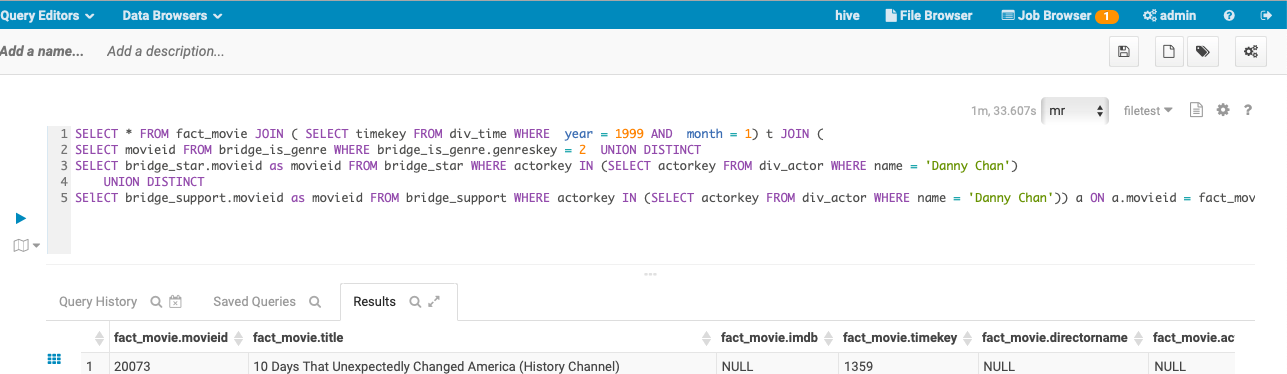 Query Editors Data Browsers hive File Browser Job Browser 1 admin
Add a name... Add a description...
1m, 33.607s mr filetest ?
1 SELECT * FROM fact_movie JOIN ( SELECT timekey FROM div_time WHERE  year = 1999 AND  month = 1) t JOIN (
2 SELECT movieid FROM bridge_is_genre WHERE bridge_is_genre.genreskey = 2  UNION DISTINCT
3 SELECT bridge_star.movieid as movieid FROM bridge_star WHERE actorkey IN (SELECT actorkey FROM div_actor WHERE name = 'Danny Chan')
4     UNION DISTINCT
5 SElECT bridge_support.movieid as movieid FROM bridge_support WHERE actorkey IN (SELECT actorkey FROM div_actor WHERE name = 'Danny Chan')) a ON a.movieid = fact_mov
Query History Saved Queries Results
fact_movie.movieid fact_movie.title fact_movie.imdb fact_movie.timekey fact_movie.directorname fact_movie.ac
1 20073 10 Days That Unexpectedly Changed America (History Channel) NULL 1359 NULL NULL